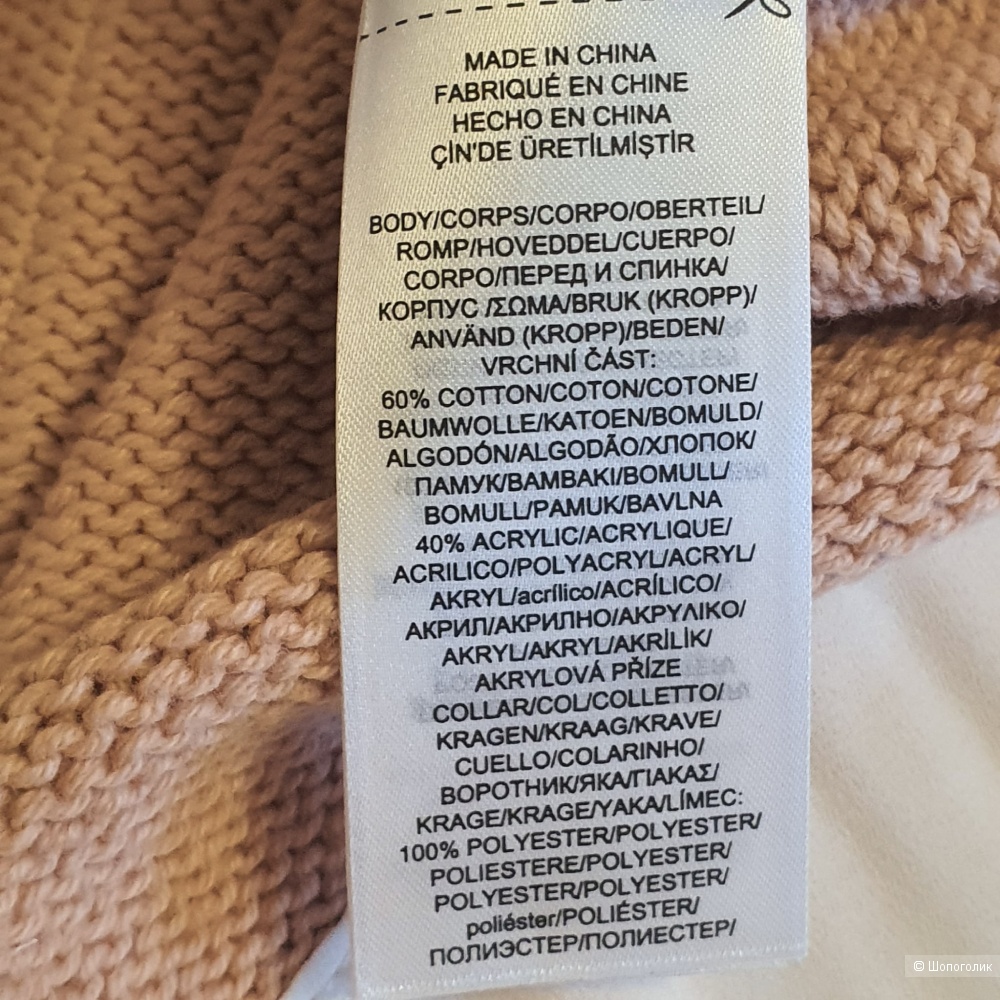 MADE IN CHINA
FABRIQUÉ EN CHINE
HECHO EN CHINA
ÇİN'DE ÜRETİLMİŞTİR
BODY/CORPS/CORPO/OBERTEIL/
ROMP/HOVEDDEL/CUERPO/
CORPO/ПЕРЕД И СПИНКА/
КОРПУС /ΣΩΜΑ/BRUK (KROPP)/
ANVÄND (KROPP)/BEDEN/
VRCHNÍ ČÁST:
60% COTTON/COTON/COTONE/
BAUMWOLLE/KATOEN/BOMULD/
ALGODÓN/ALGODÃO/ХЛОПОК/
ПАМУК/ΒΑΜΒΑΚΙ/BOMULL/
BOMULL/PAMUK/BAVLNA
40% ACRYLIC/ACRYLIQUE/
ACRILICO/POLYACRYL/ACRYL/
AKRYL/acrílico/ACRÍLICO/
АКРИЛ/АКРИЛНО/ΑΚΡΥΛΙΚΟ/
AKRYL/AKRYL/AKRİLİK/
AKRYLOVÁ PŘÍZE
COLLAR/COL/COLLETTO/
KRAGEN/KRAAG/KRAVE/
CUELLO/COLARINHO/
ВОРОТНИК/ЯКА/ΓΙΑΚΑΣ/
KRAGE/KRAGE/YAKA/LÍMEC:
100% POLYESTER/POLYESTER/
POLIESTERE/POLYESTER/
POLYESTER/POLYESTER/
poliéster/POLIÉSTER/
ПОЛИЭСТЕР/ПОЛИЕСТЕР/
© Шопоголик